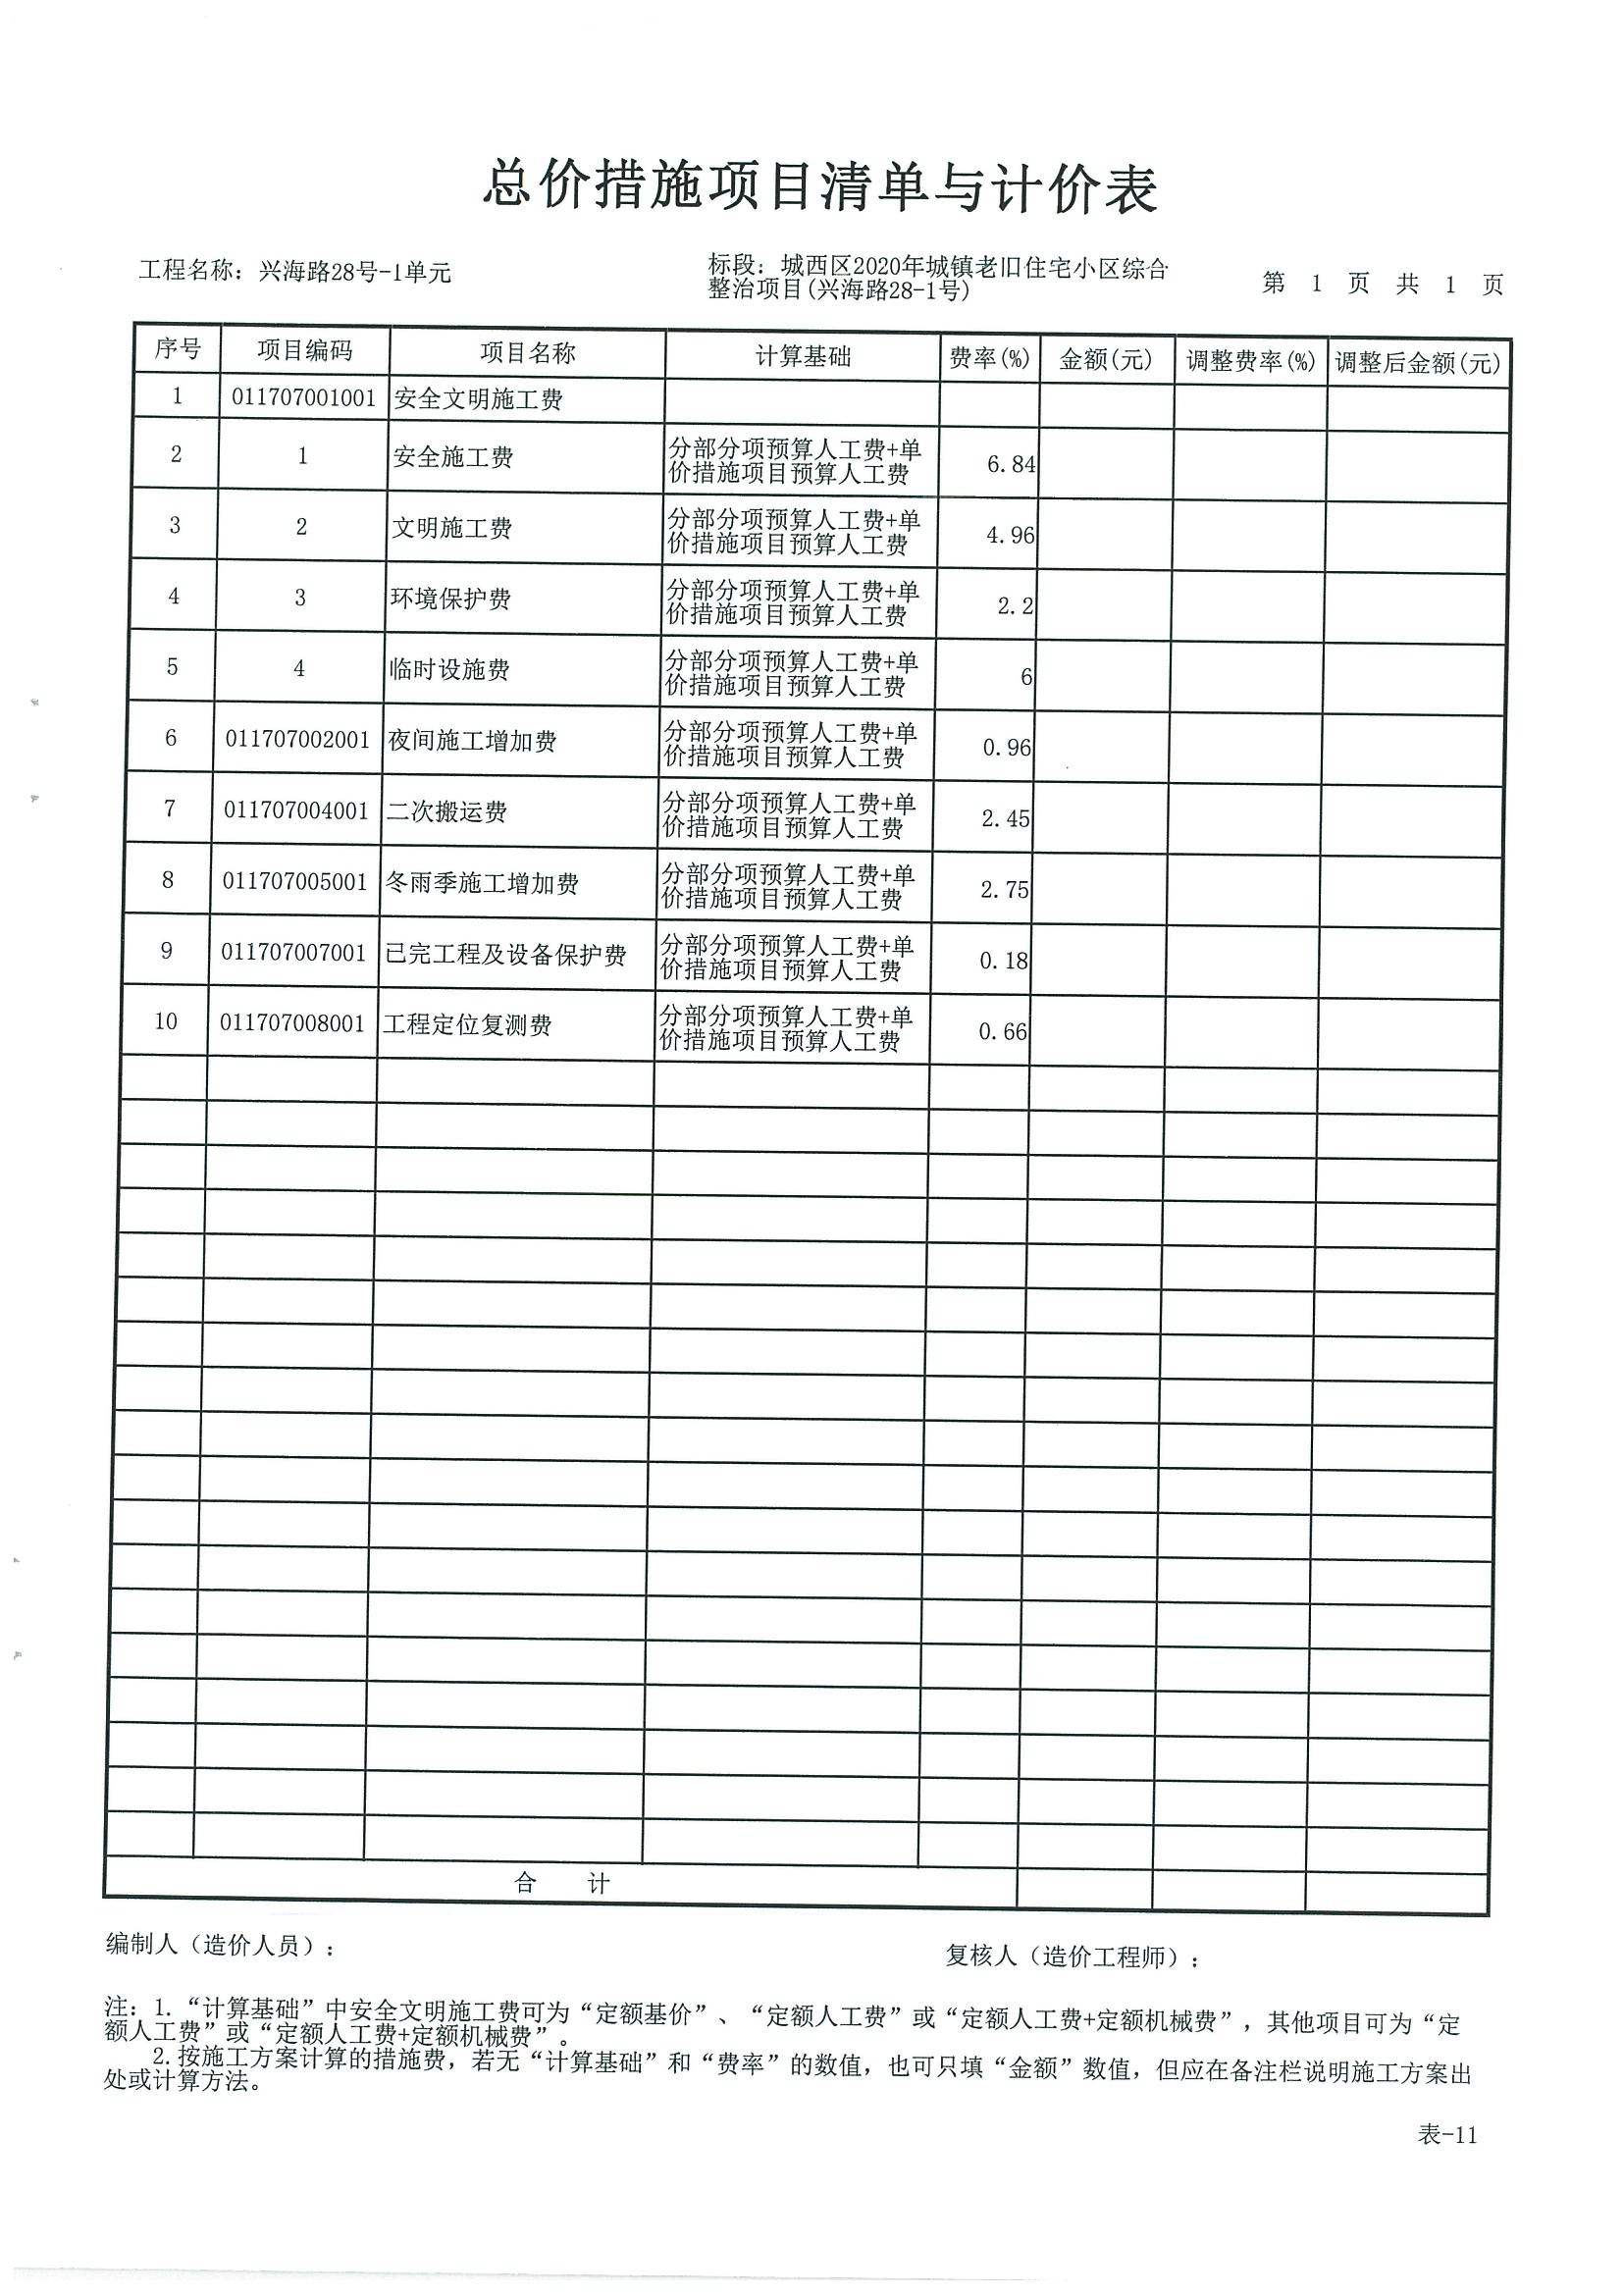 总价措施项目清单与计价表
工程名称：兴海路28号-1单元
标段：城西区2020年城镇老旧住宅小区综合
整治项目(兴海路28-1号)
第 1 页 共 1 页
序号 项目编码 项目名称 计算基础 费率(%) 金额(元) 调整费率(%) 调整后金额(元)
1 011707001001 安全文明施工费
2 1 安全施工费 分部分项预算人工费+单
价措施项目预算人工费 6.84
3 2 文明施工费 分部分项预算人工费+单
价措施项目预算人工费 4.96
4 3 环境保护费 分部分项预算人工费+单
价措施项目预算人工费 2.2
5 4 临时设施费 分部分项预算人工费+单
价措施项目预算人工费 6
6 011707002001 夜间施工增加费 分部分项预算人工费+单
价措施项目预算人工费 0.96
7 011707004001 二次搬运费 分部分项预算人工费+单
价措施项目预算人工费 2.45
8 011707005001 冬雨季施工增加费 分部分项预算人工费+单
价措施项目预算人工费 2.75
9 011707007001 已完工程及设备保护费 分部分项预算人工费+单
价措施项目预算人工费 0.18
10 011707008001 工程定位复测费 分部分项预算人工费+单
价措施项目预算人工费 0.66
合 计
编制人（造价人员）：
复核人（造价工程师）：
注：1.“计算基础”中安全文明施工费可为“定额基价”、“定额人工费”或“定额人工费+定额机械费”，其他项目可为“定
额人工费”或“定额人工费+定额机械费”。
2.按施工方案计算的措施费，若无“计算基础”和“费率”的数值，也可只填“金额”数值，但应在备注栏说明施工方案出
处或计算方法。
表-11